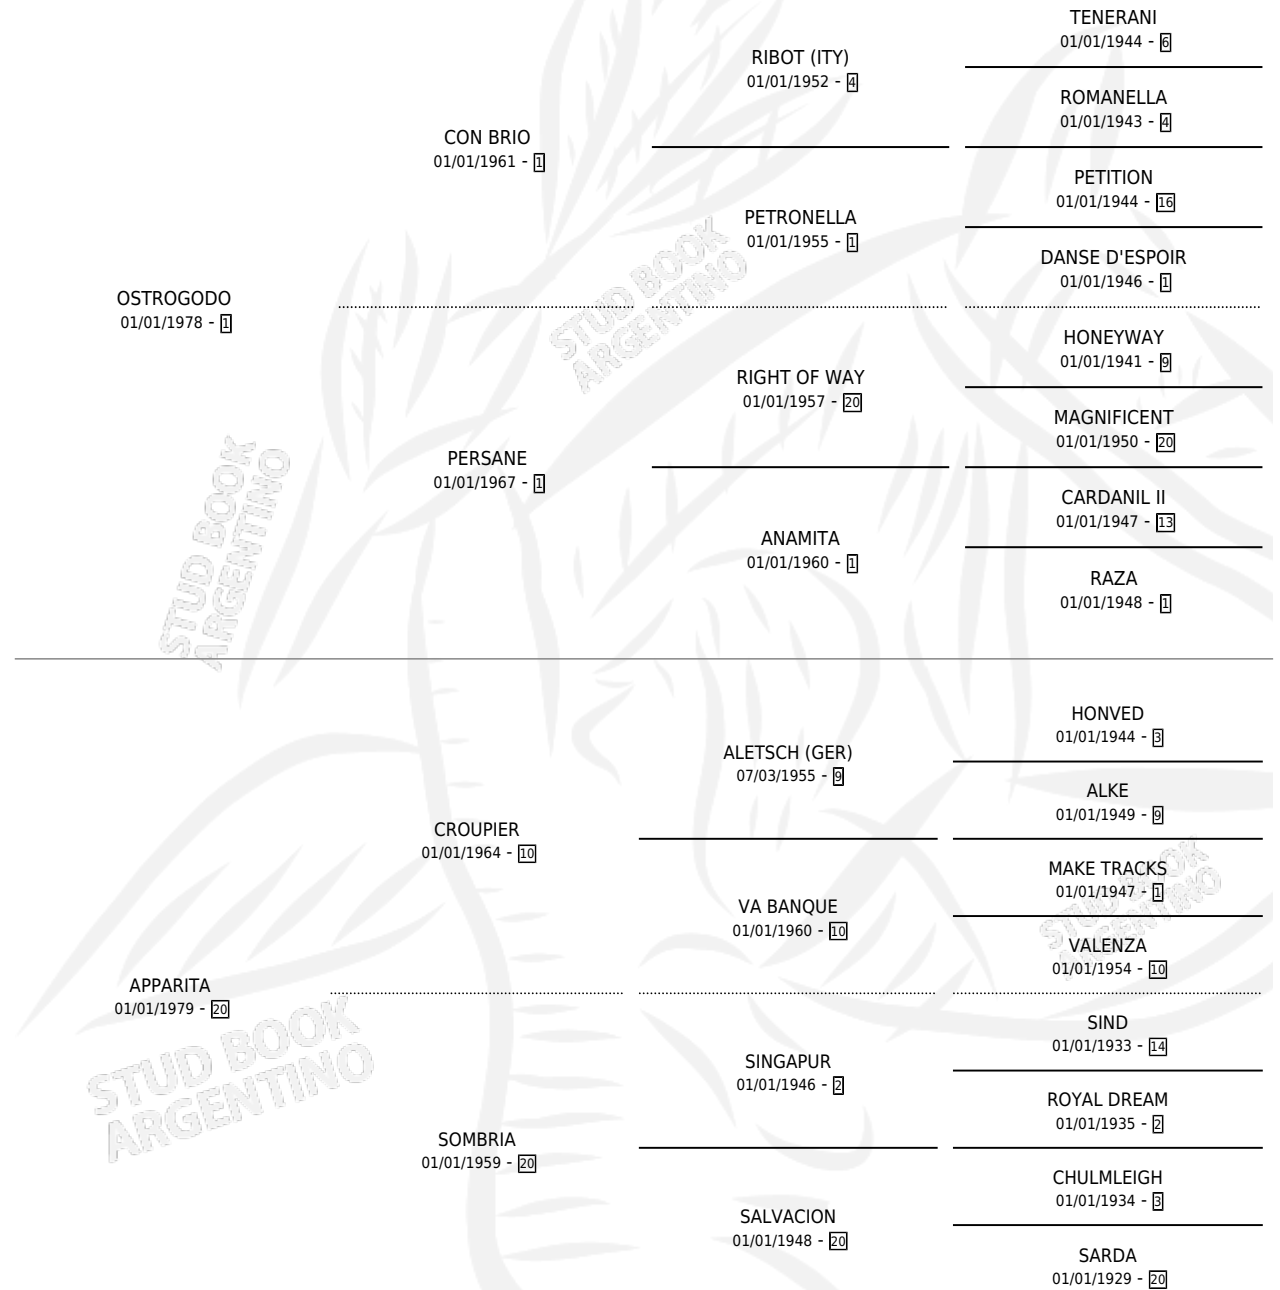 TENERANI
01/01/1944 - 6
RIBOT (ITY)
01/01/1952 - 4
ROMANELLA
01/01/1943 - 4
CON BRIO
01/01/1961 - 1
PETITION
01/01/1944 - 16
PETRONELLA
01/01/1955 - 1
DANSE D'ESPOIR
01/01/1946 - 1
OSTROGODO
01/01/1978 - 1
HONEYWAY
01/01/1941 - 9
RIGHT OF WAY
01/01/1957 - 20
MAGNIFICENT
01/01/1950 - 20
PERSANE
01/01/1967 - 1
CARDANIL II
01/01/1947 - 13
ANAMITA
01/01/1960 - 1
RAZA
01/01/1948 - 1
HONVED
01/01/1944 - 3
ALETSCH (GER)
07/03/1955 - 9
ALKE
01/01/1949 - 9
CROUPIER
01/01/1964 - 10
MAKE TRACKS
01/01/1947 - 1
VA BANQUE
01/01/1960 - 10
VALENZA
01/01/1954 - 10
APPARITA
01/01/1979 - 20
SIND
01/01/1933 - 14
SINGAPUR
01/01/1946 - 2
ROYAL DREAM
01/01/1935 - 2
SOMBRIA
01/01/1959 - 20
CHULMLEIGH
01/01/1934 - 3
SALVACION
01/01/1948 - 20
SARDA
01/01/1929 - 20
STUD BOOK
ARGENTINO
STUD BOOK
ARGENTINO
STUD BOOK
ARGENTINO
STUD BOOK
ARGENTINO